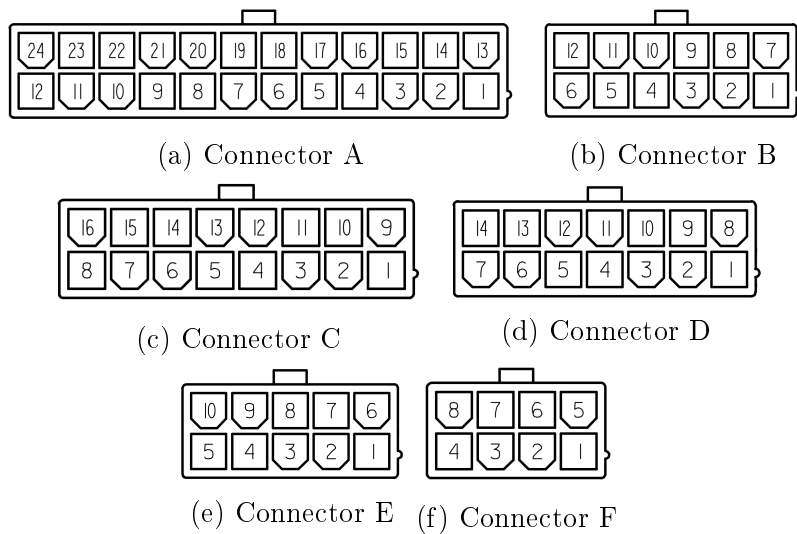 24 23 22 21 20 19 18 17 16 15 14 13
12 11 10 9 8 7 6 5 4 3 2 1
(a) Connector A
12 11 10 9 8 7
6 5 4 3 2 1
(b) Connector B
16 15 14 13 12 11 10 9
8 7 6 5 4 3 2 1
(c) Connector C
14 13 12 11 10 9 8
7 6 5 4 3 2 1
(d) Connector D
10 9 8 7 6
5 4 3 2 1
(e) Connector E
8 7 6 5
4 3 2 1
(f) Connector F